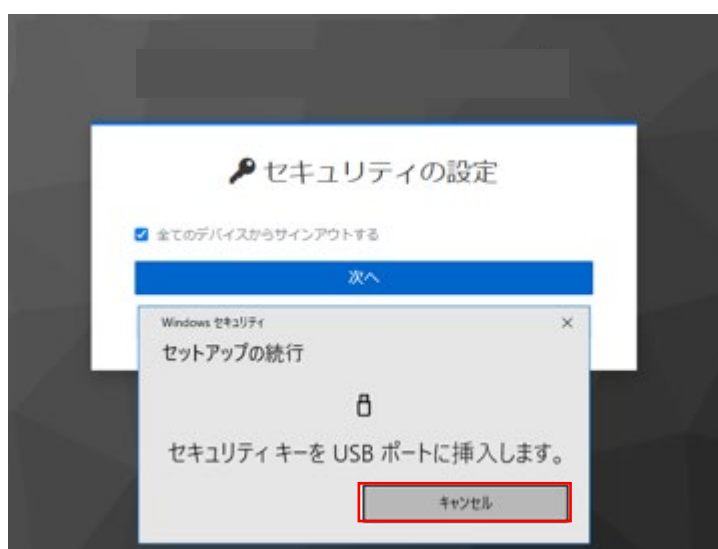 セキュリティの設定
全てのデバイスからサインアウトする
次へ
Windows セキュリティ
セットアップの続行
セキュリティ キーを USB ポートに挿入します。
キャンセル